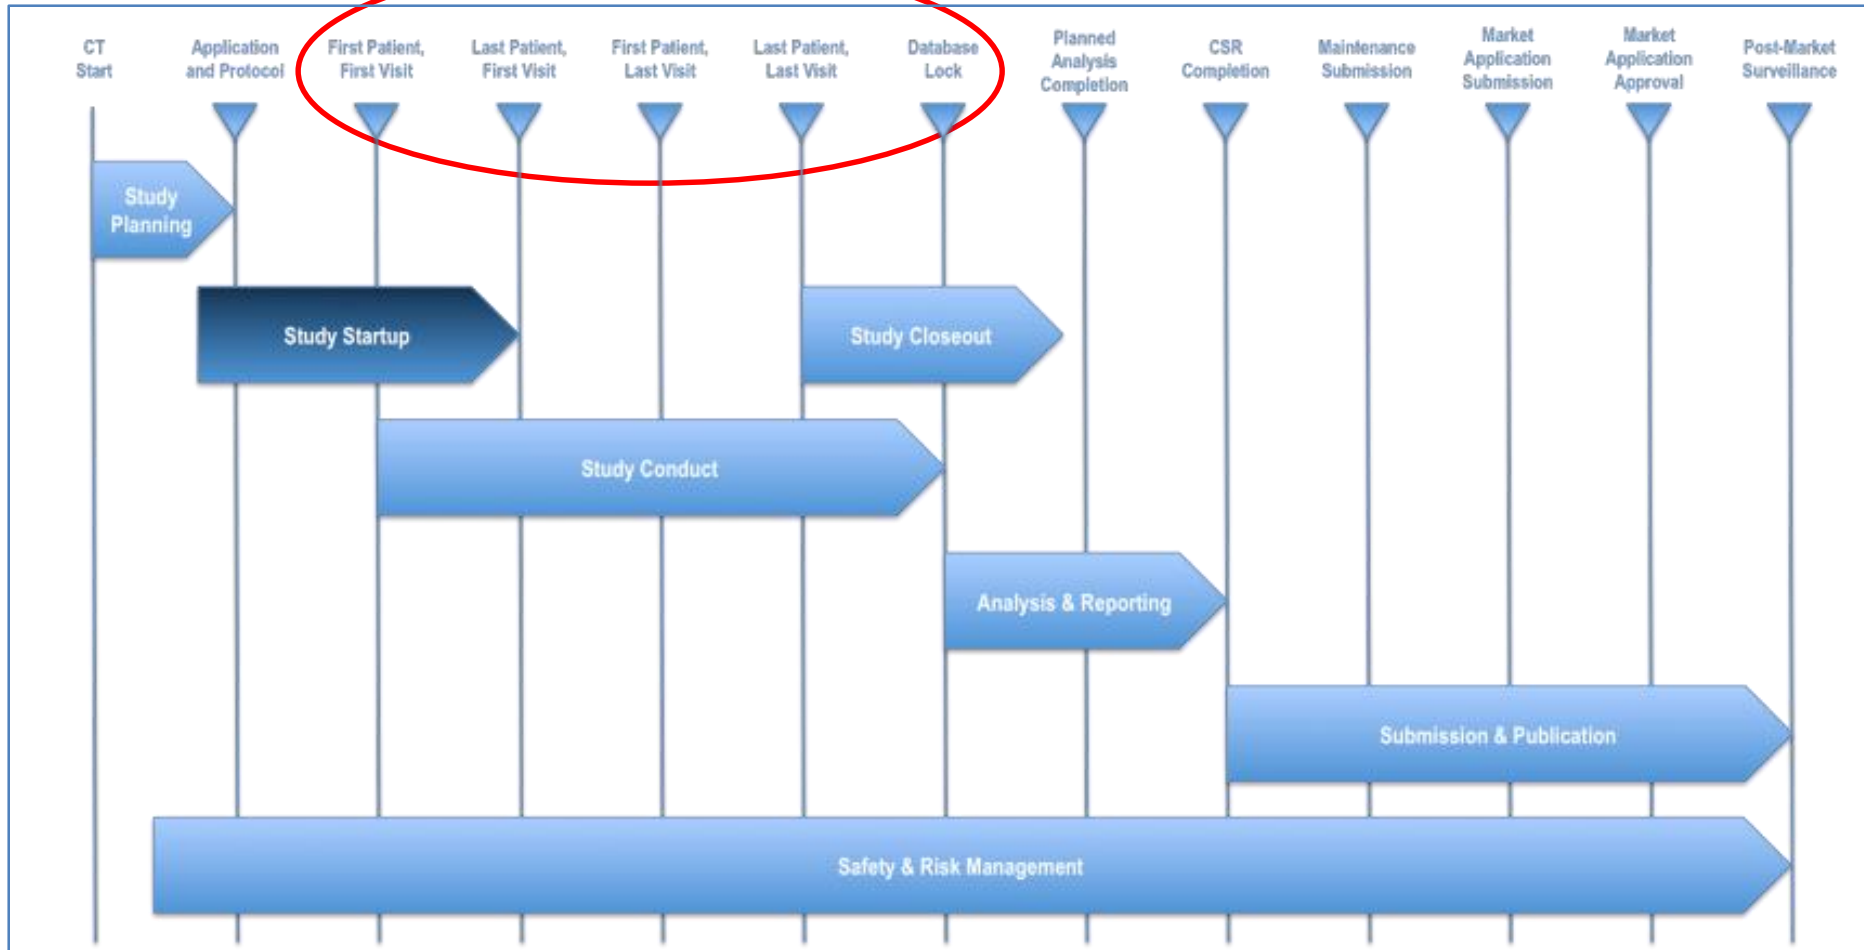 CT
Start
Application
and Protocol
First Patient,
First Visit
Last Patient,
First Visit
First Patient,
Last Visit
Last Patient,
Last Visit
Database
Lock
Planned
Analysis
Completion
CSR
Completion
Maintenance
Submission
Market
Application
Submission
Market
Application
Approval
Post-Market
Surveillance
Study
Planning
Study Startup
Study Closeout
Study Conduct
Analysis & Reporting
Submission & Publication
Safety & Risk Management